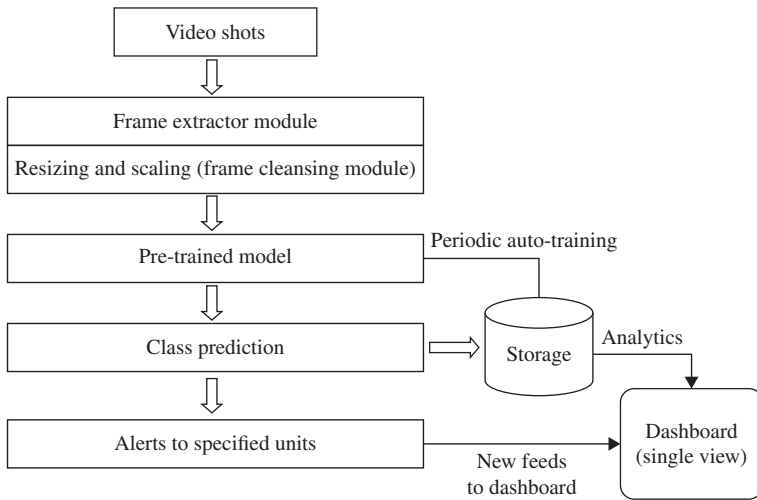 Video shots
Frame extractor module
Resizing and scaling (frame cleansing module)
Pre-trained model
Periodic auto-training
Class prediction
Storage
Analytics
Alerts to specified units
New feeds
to dashboard
Dashboard
(single view)